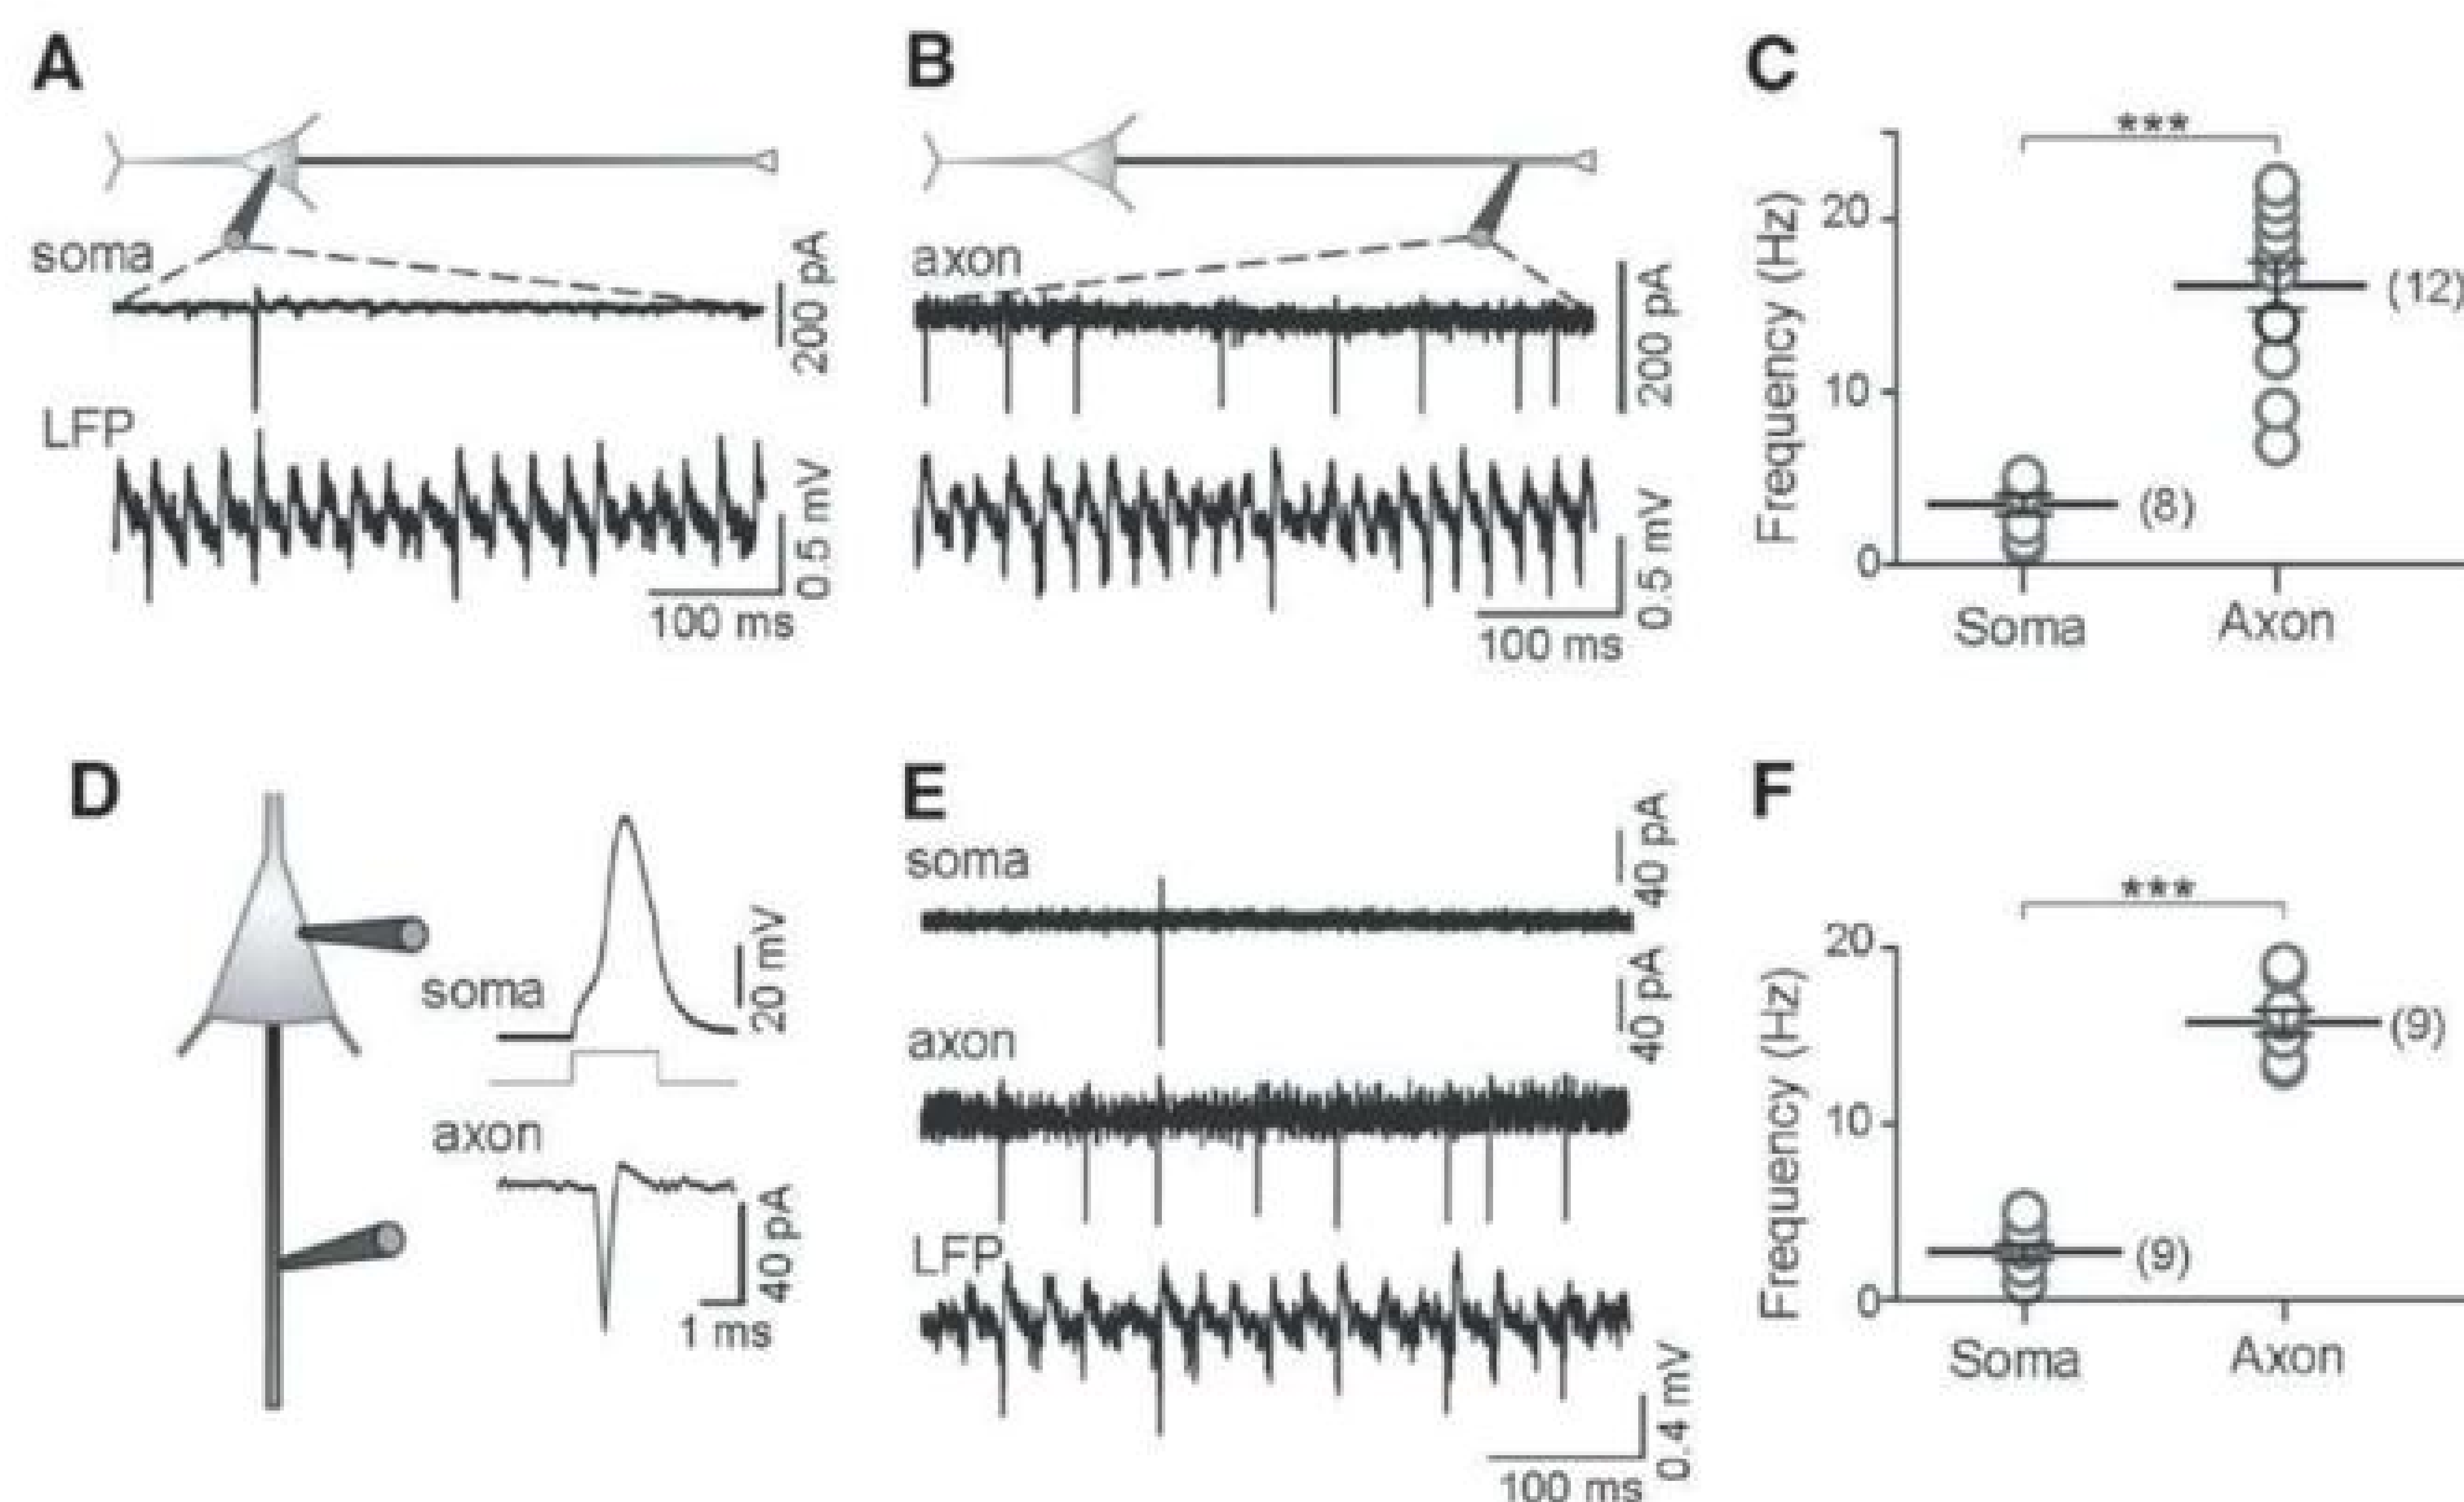 A
soma
200 pA
LFP
0.5 mV
100 ms
B
axon
200 pA
0.5 mV
100 ms
C
***
Frequency (Hz)
20
10
0
(8)
(12)
Soma
Axon
D
soma
20 mV
axon
40 pA
1 ms
E
soma
40 pA
axon
40 pA
LFP
0.4 mV
100 ms
F
***
Frequency (Hz)
20
10
0
(9)
(9)
Soma
Axon